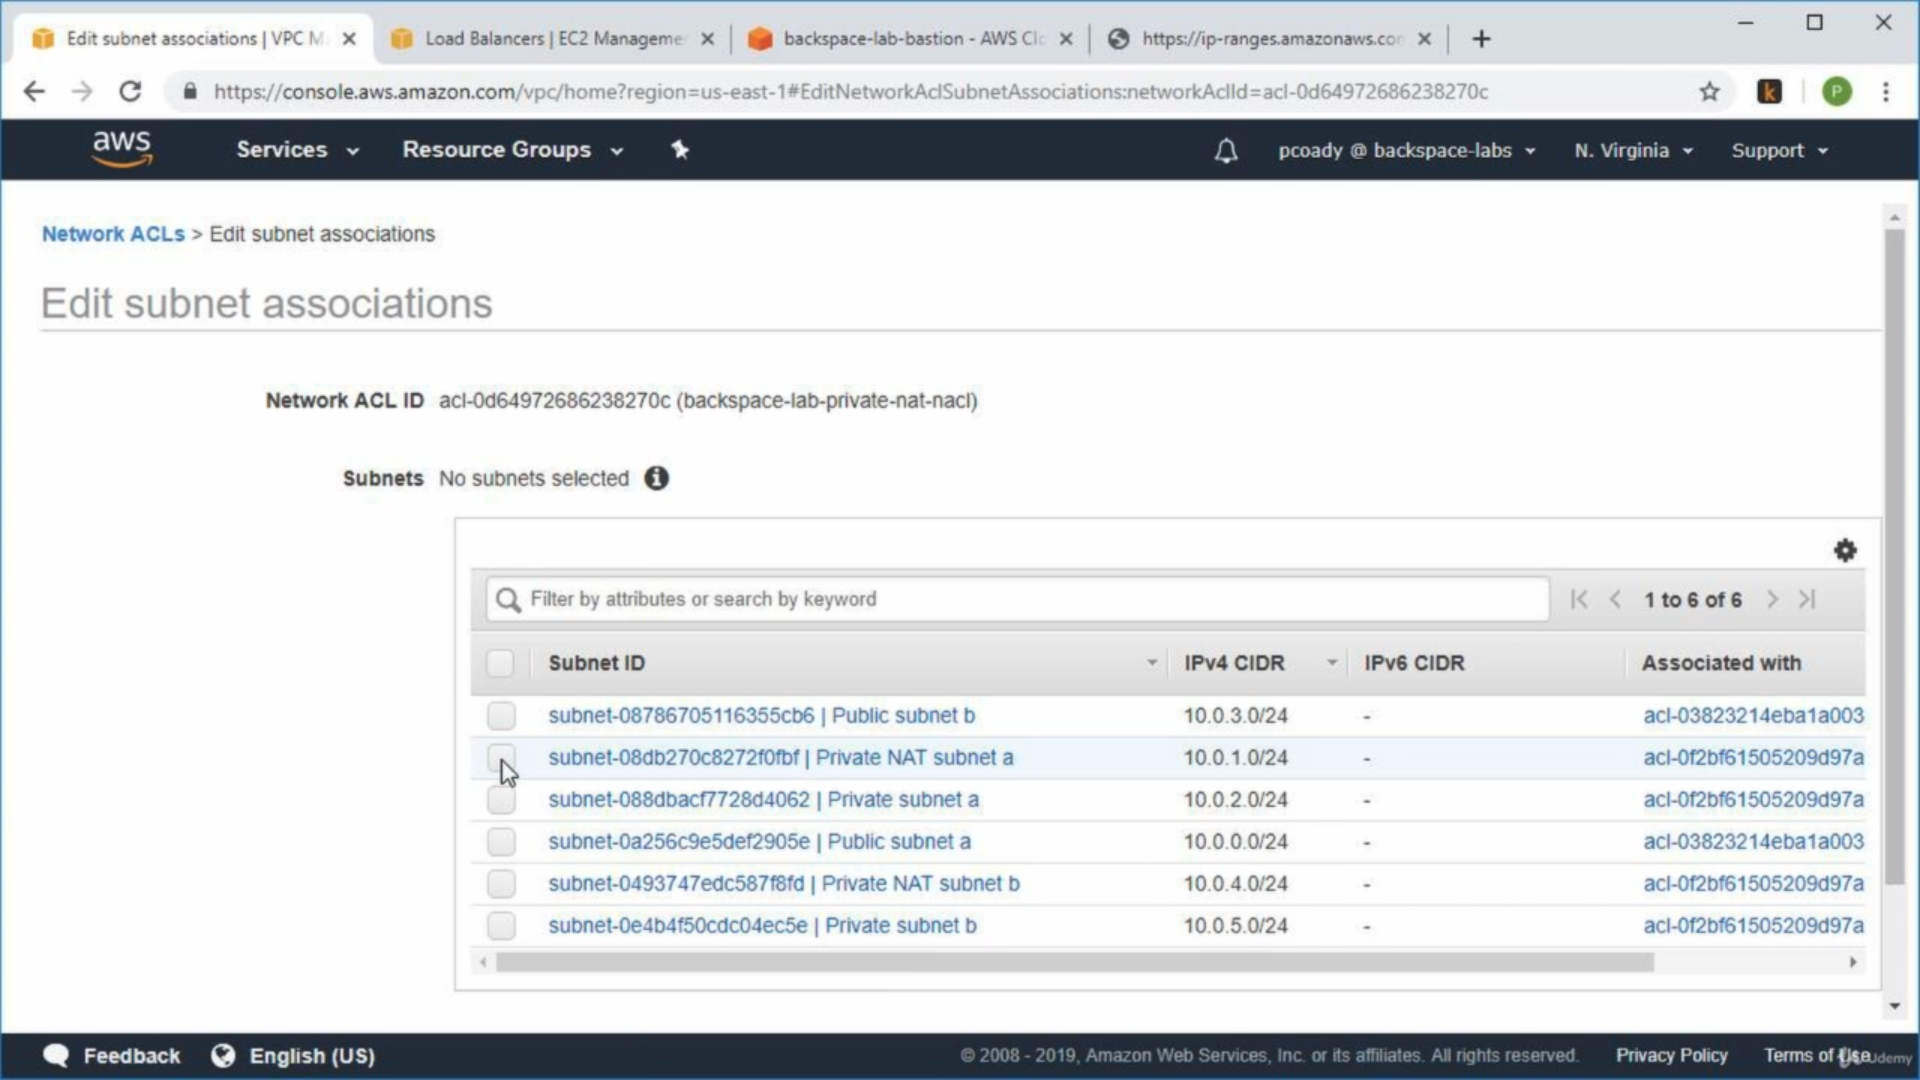 Edit subnet associations | VPC M
Load Balancers | EC2 Manageme
backspace-lab-bastion - AWS Clo
https://ip-ranges.amazonaws.com
https://console.aws.amazon.com/vpc/home?region=us-east-1#EditNetworkAclSubnetAssociations:networkAclId=acl-0d64972686238270c
k
P
aws
Services
Resource Groups
pcoady @ backspace-labs
N. Virginia
Support
Network ACLs > Edit subnet associations
Edit subnet associations
Network ACL ID acl-0d64972686238270c (backspace-lab-private-nat-nacl)
Subnets No subnets selected
Filter by attributes or search by keyword
1 to 6 of 6
Subnet ID IPv4 CIDR IPv6 CIDR Associated with
subnet-08786705116355cb6 | Public subnet b 10.0.3.0/24 - acl-03823214eba1a003
subnet-08db270c8272f0fbf | Private NAT subnet a 10.0.1.0/24 - acl-0f2bf61505209d97a
subnet-088dbacf7728d4062 | Private subnet a 10.0.2.0/24 - acl-0f2bf61505209d97a
subnet-0a256c9e5def2905e | Public subnet a 10.0.0.0/24 - acl-03823214eba1a003
subnet-0493747edc587f8fd | Private NAT subnet b 10.0.4.0/24 - acl-0f2bf61505209d97a
subnet-0e4b4f50cdc04ec5e | Private subnet b 10.0.5.0/24 - acl-0f2bf61505209d97a
Feedback
English (US)
© 2008 - 2019, Amazon Web Services, Inc. or its affiliates. All rights reserved.
Privacy Policy
Terms of Use
Udemy